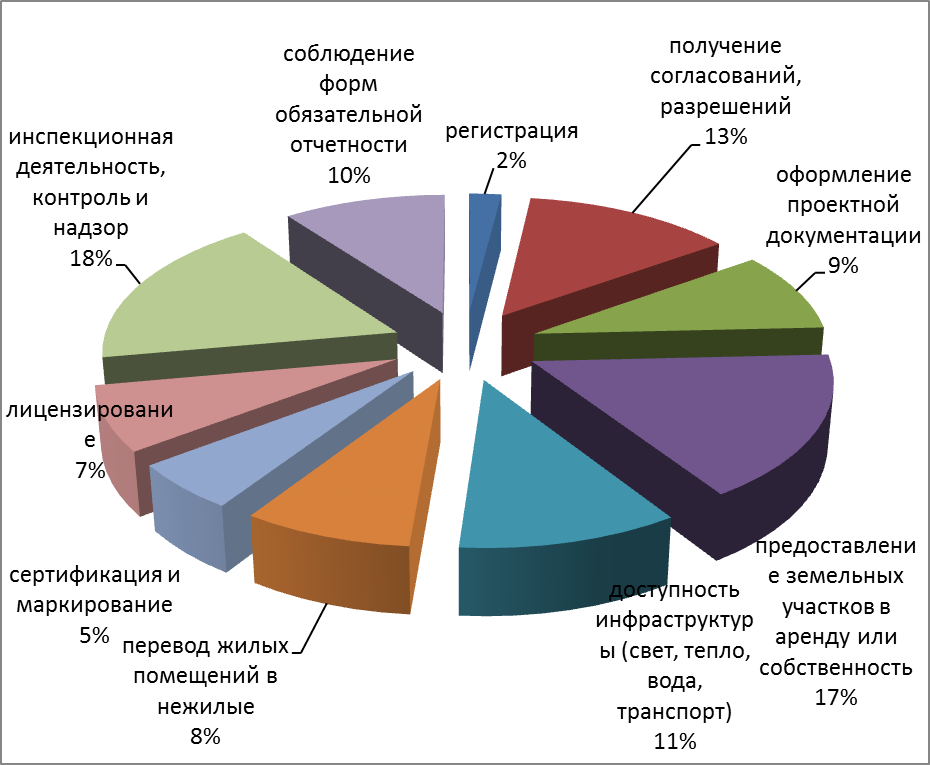 соблюдение
форм
обязательной
отчетности
10%
регистрация
2%
получение
согласований,
разрешений
13%
оформление
проектной
документации
9%
предоставлени
е земельных
участков в
аренду или
собственность
17%
доступность
инфраструктур
ы (свет, тепло,
вода,
транспорт)
11%
перевод жилых
помещений в
нежилые
8%
сертификация и
маркирование
5%
лицензировани
е
7%
инспекционная
деятельность,
контроль и
надзор
18%